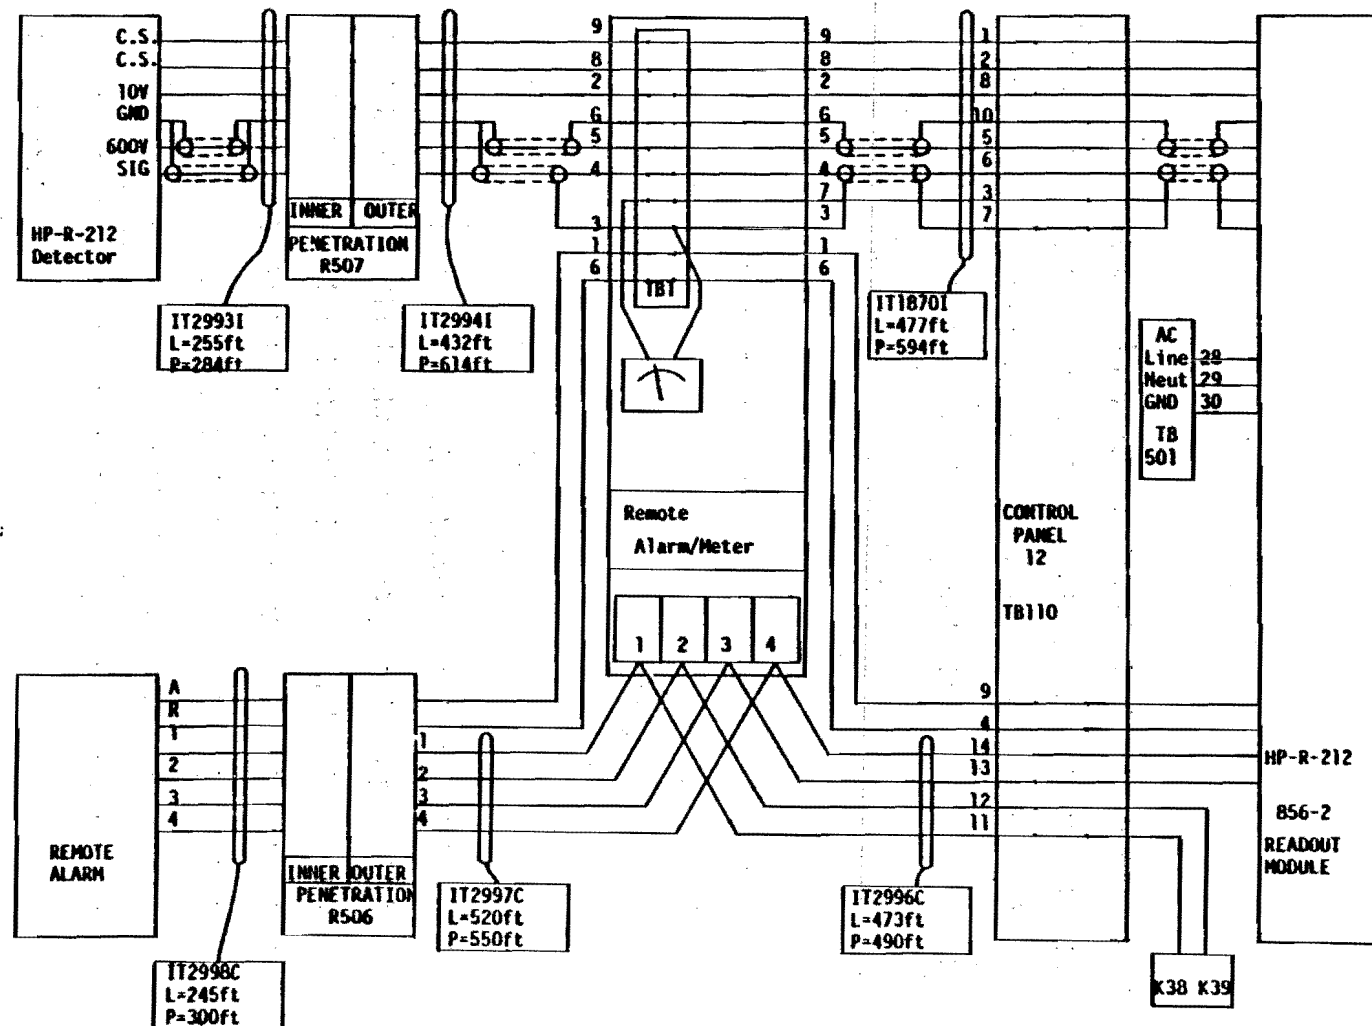 C.S.
C.S.
10V
GND
600V
SIG
HP-R-212
Detector
INNER OUTER
PENETRATION
R507
IT2993I
L=255ft
P=284ft
IT2994I
L=432ft
P=614ft
9
8
2
6
5
4
3
1
6
TB1
9
8
2
6
5
4
7
3
1
6
1
2
8
10
5
6
3
7
IT1870I
L=477ft
P=594ft
AC
Line 28
Neut 29
GND 30
TB
501
Remote
Alarm/Meter
1 2 3 4
CONTROL
PANEL
12
TB110
9
4
14
13
12
11
HP-R-212
856-2
READOUT
MODULE
A
R
1
2
3
4
REMOTE
ALARM
INNER OUTER
PENETRATION
R506
1
2
3
4
IT2997C
L=520ft
P=550ft
IT2996C
L=473ft
P=490ft
IT2998C
L=245ft
P=300ft
K38 K39